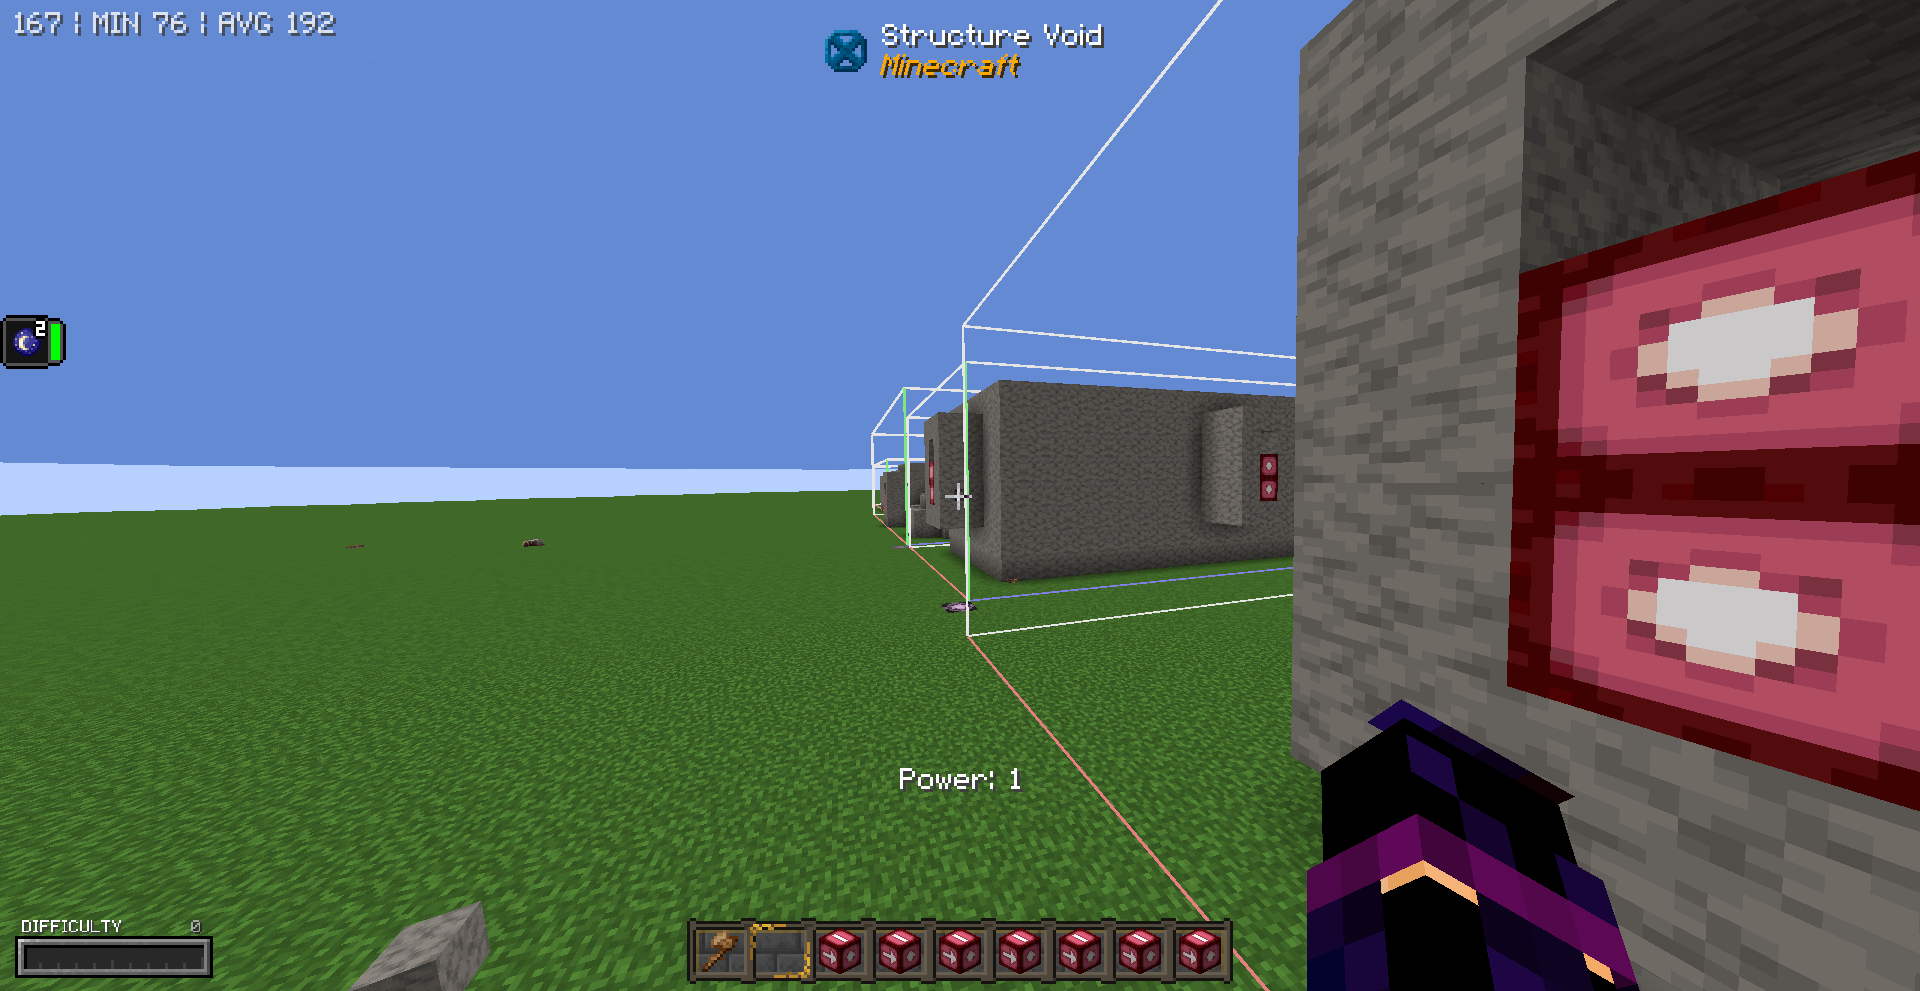 167 | MIN 76 | AVG 192
Structure Void
Minecraft
2
Power: 1
DIFFICULTY 0